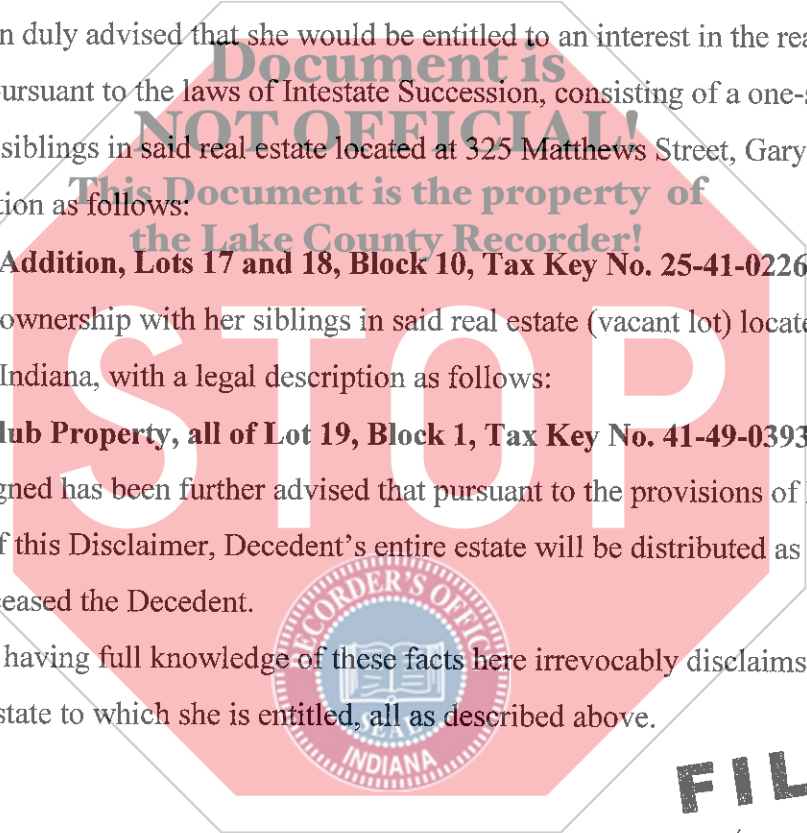 n duly advised that she would be entitled to an interest in the rea
Document is
ursuant to the laws of Intestate Succession, consisting of a one-s
NOT OFFICIAL!
siblings in said real estate located at 325 Matthews Street, Gary
This Document is the property of
tion as follows:
the Lake County Recorder!
Addition, Lots 17 and 18, Block 10, Tax Key No. 25-41-0226
ownership with her siblings in said real estate (vacant lot) locate
Indiana, with a legal description as follows:
lub Property, all of Lot 19, Block 1, Tax Key No. 41-49-0393
STOP
gned has been further advised that pursuant to the provisions of
f this Disclaimer, Decedent's entire estate will be distributed as
eased the Decedent.
RECORDER'S OFFICE
having full knowledge of these facts here irrevocably disclaims
state to which she is entitled, all as described above.
SEAL
INDIANA
FIL